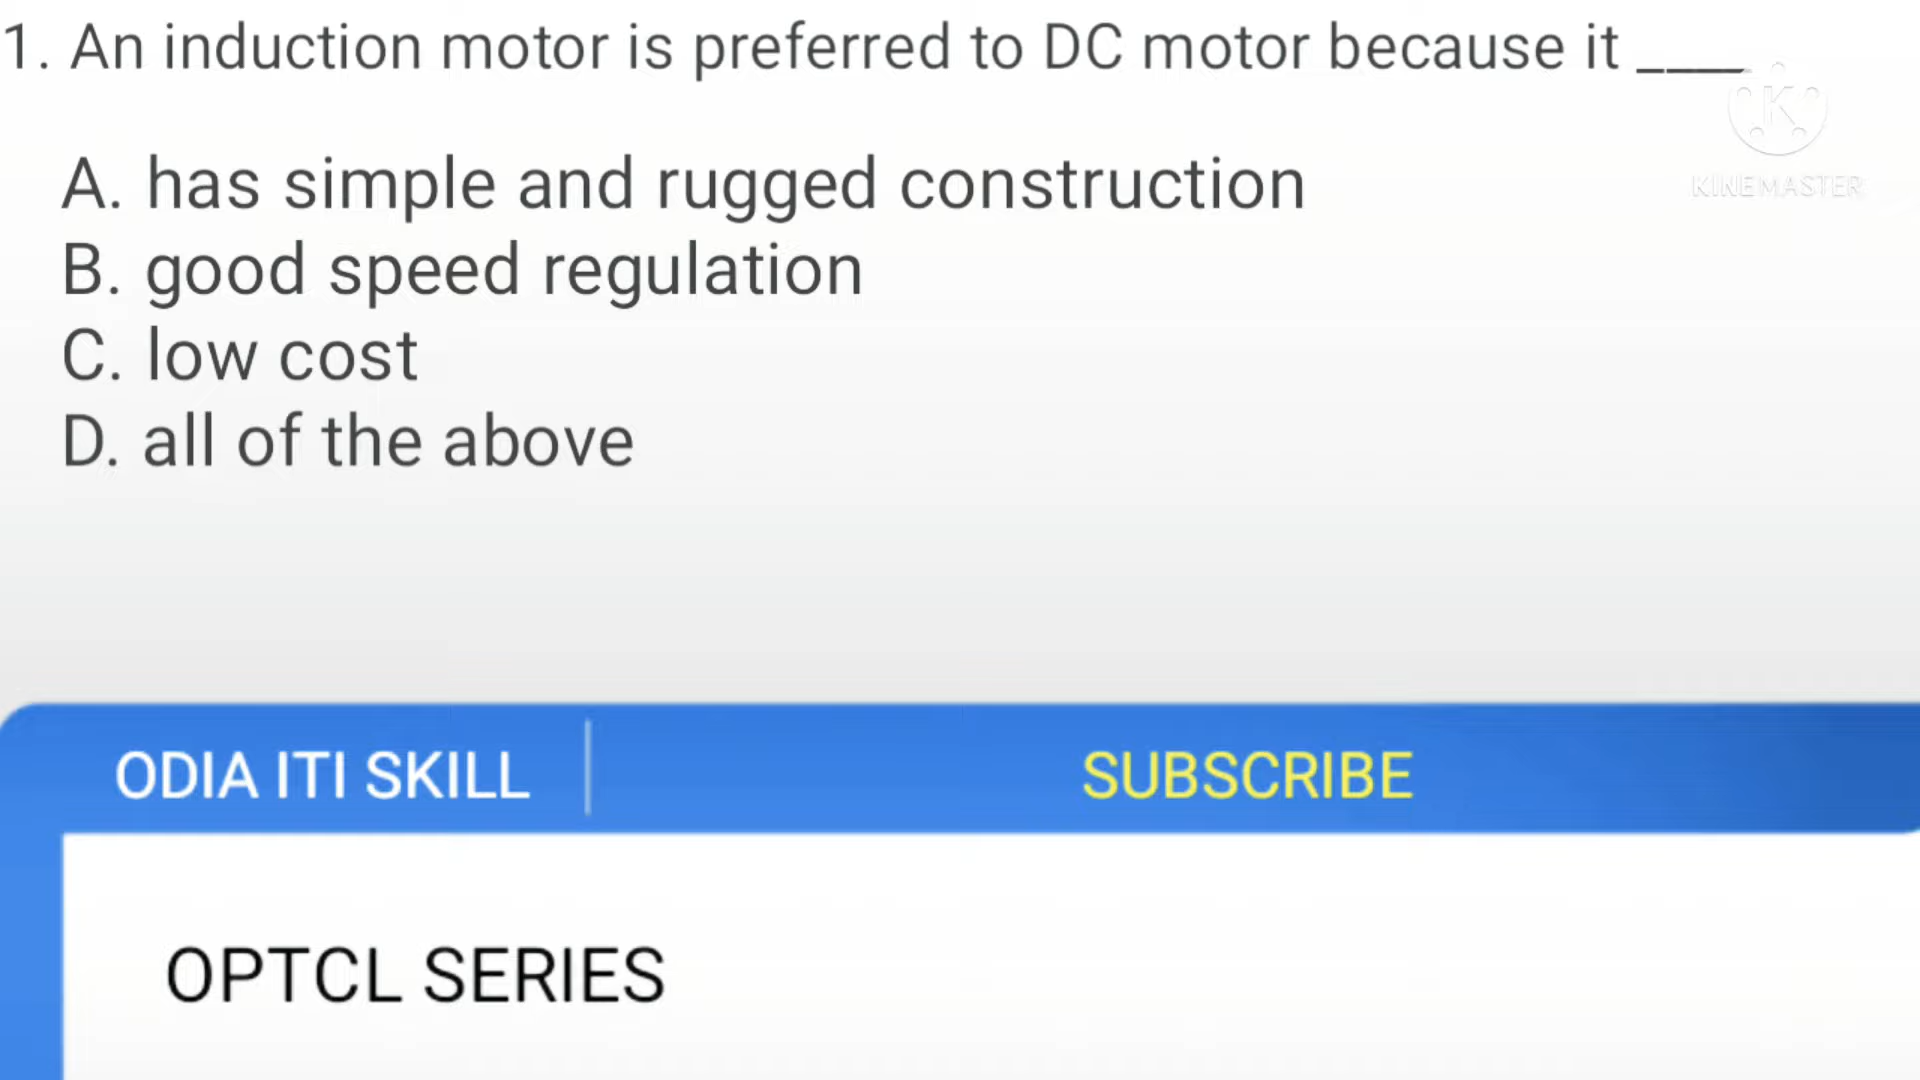 1. An induction motor is preferred to DC motor because it ____
A. has simple and rugged construction
B. good speed regulation
C. low cost
D. all of the above
K
KINEMASTER
ODIA ITI SKILL
SUBSCRIBE
OPTCL SERIES